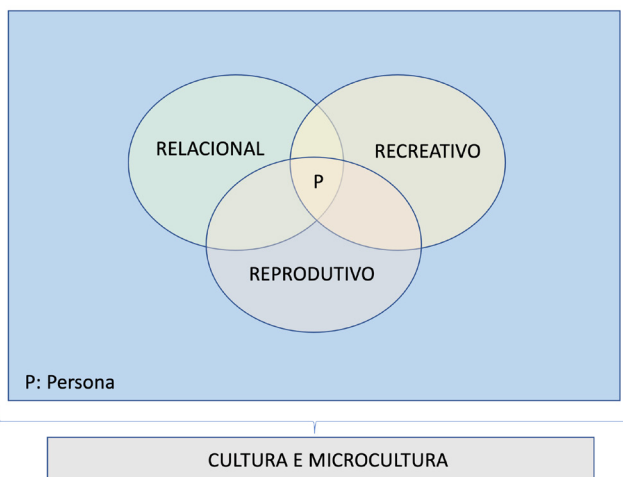 RELACIONAL
RECREATIVO
P
REPRODUTIVO
P: Persona
CULTURA E MICROCULTURA